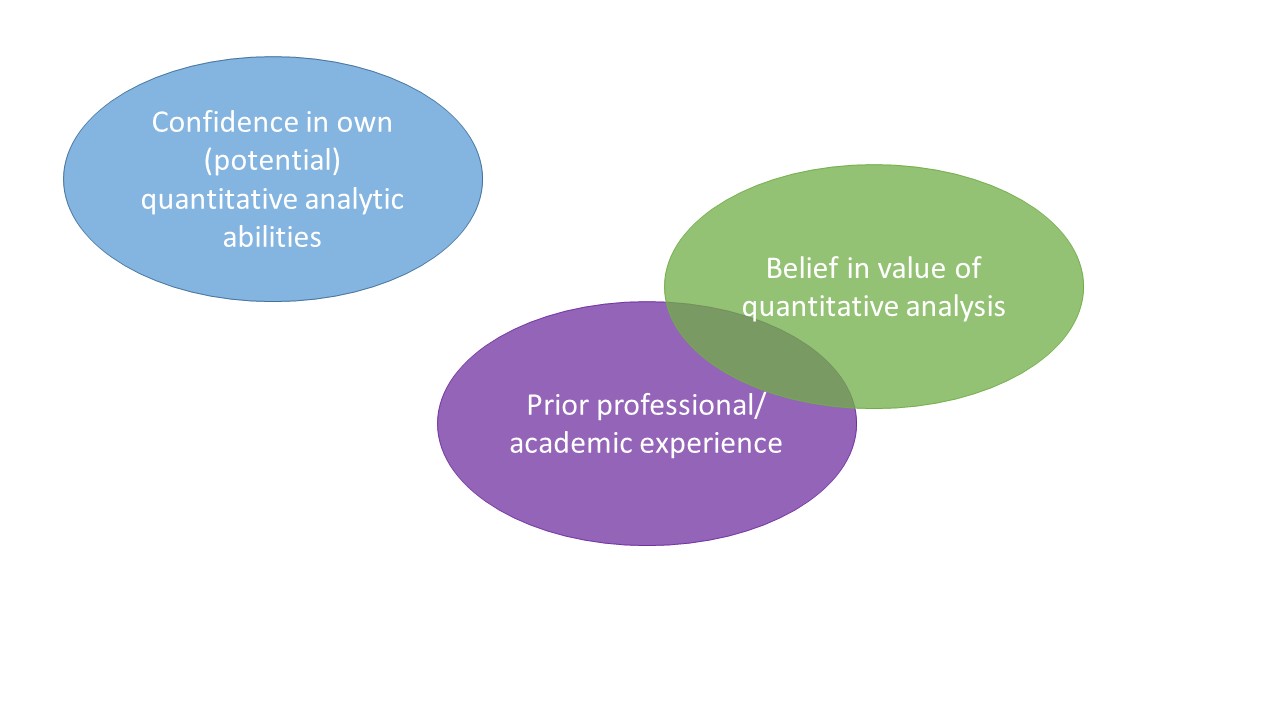 Confidence in own
(potential)
quantitative analytic
abilities
Belief in value of
quantitative analysis
Prior professional/
academic experience